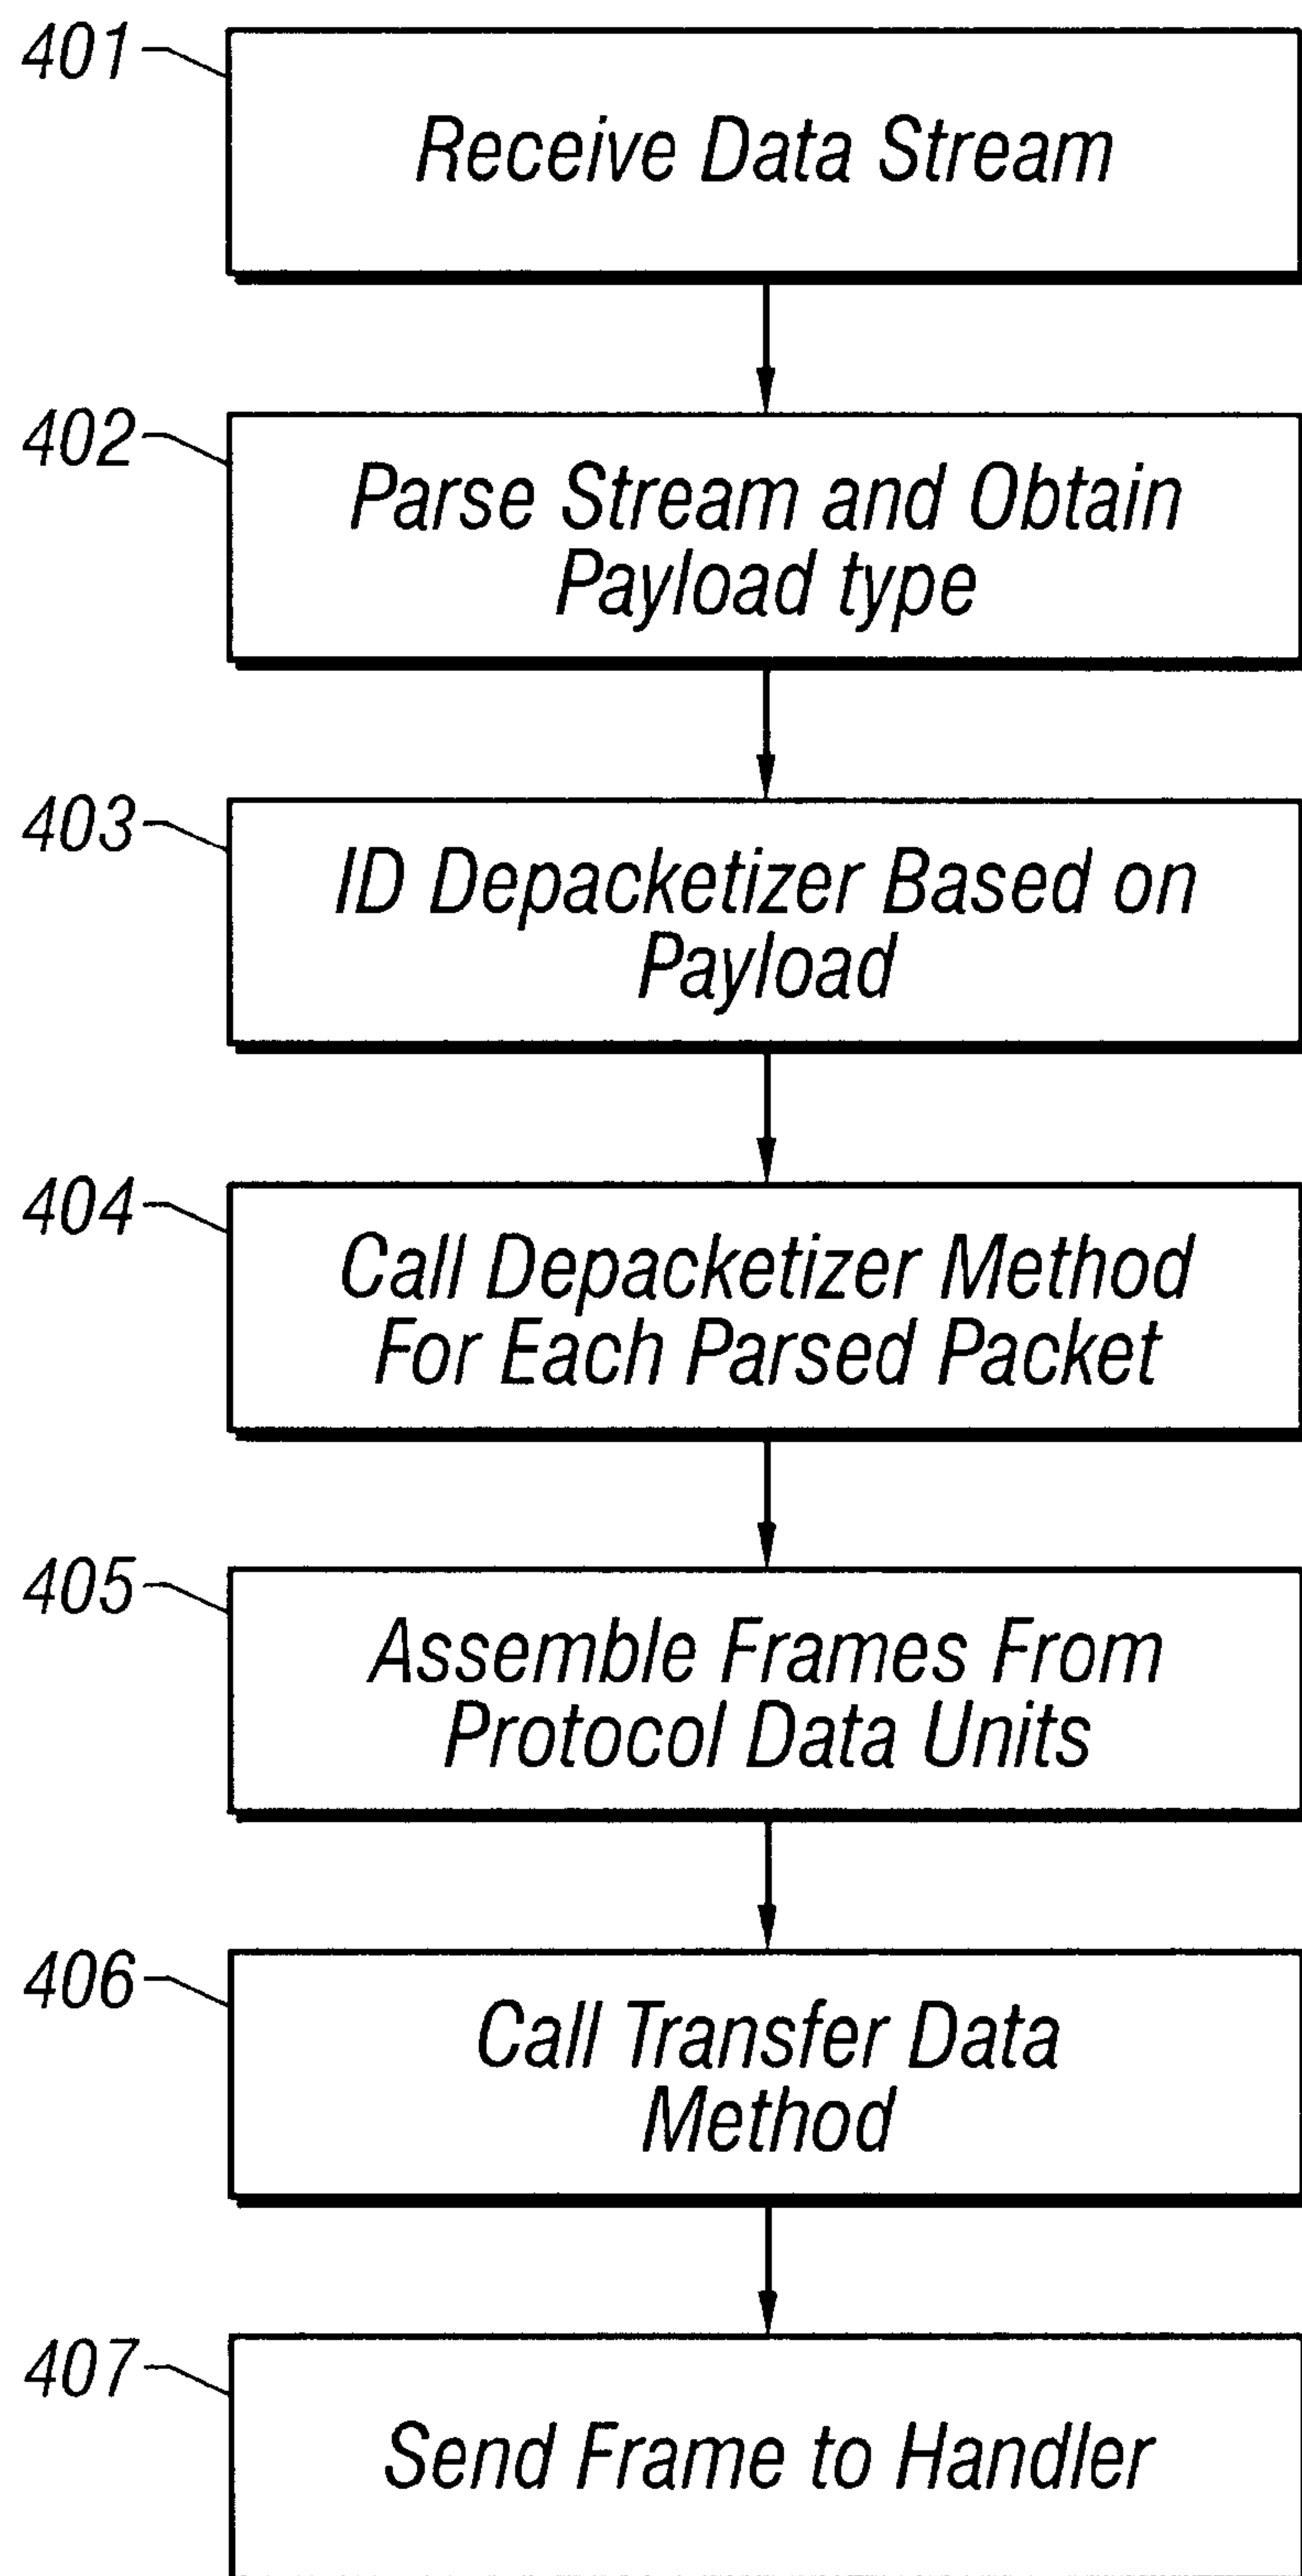 401
Receive Data Stream
402
Parse Stream and Obtain
Payload type
403
ID Depacketizer Based on
Payload
404
Call Depacketizer Method
For Each Parsed Packet
405
Assemble Frames From
Protocol Data Units
406
Call Transfer Data
Method
407
Send Frame to Handler